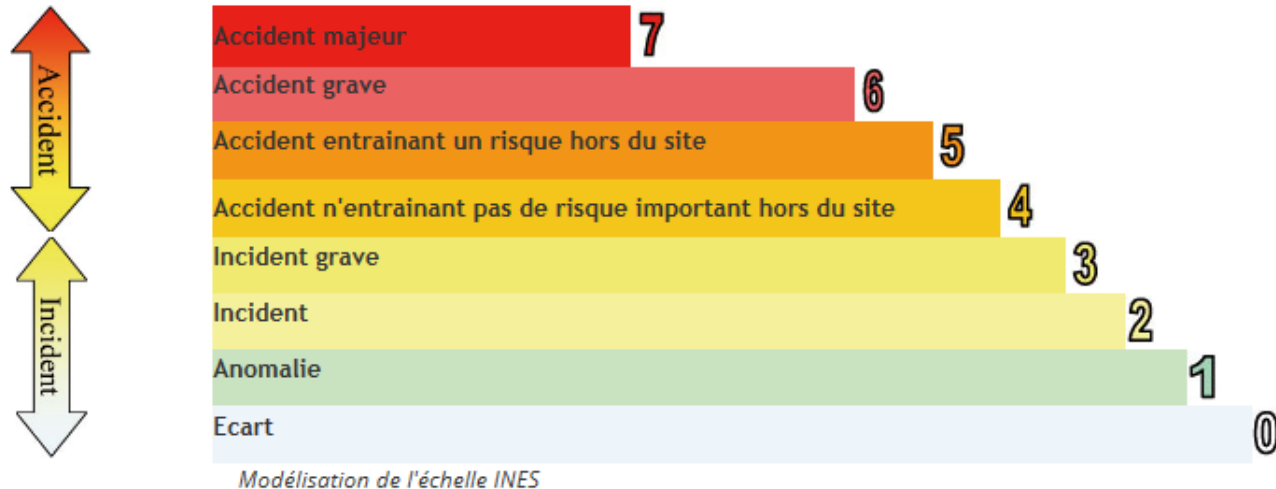 Accident
Accident majeur 7
Accident grave 6
Accident entrainant un risque hors du site 5
Accident n'entrainant pas de risque important hors du site 4
Incident
Incident grave 3
Incident 2
Anomalie 1
Ecart 0
Modélisation de l'échelle INES